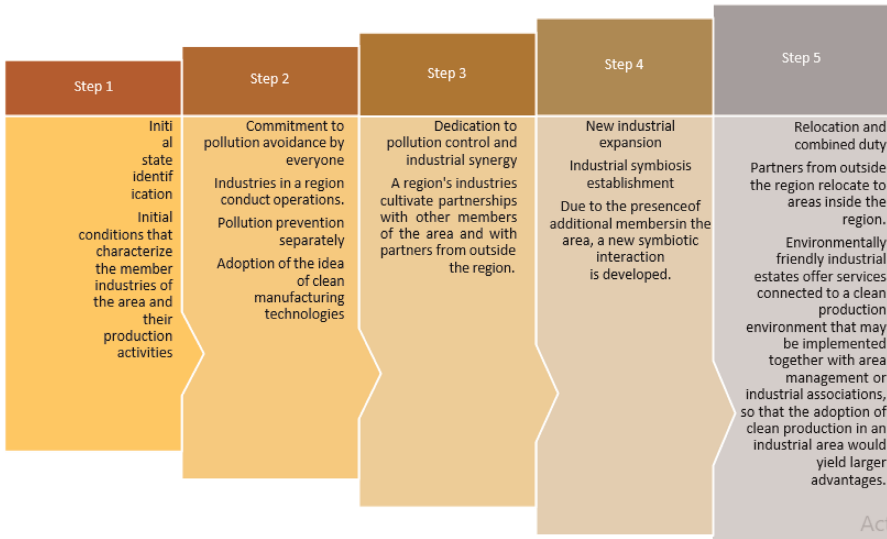 Step 1
Initi
al
state
identif
ication
Initial
conditions that
characterize
the member
industries of
the area and
their
production
activities
Step 2
Commitment to
pollution avoidance by
everyone
Industries in a region
conduct operations.
Pollution prevention
separately
Adoption of the idea
of clean
manufacturing
technologies
Step 3
Dedication to
pollution control and
industrial synergy
A region's industries
cultivate partnerships
with other members
of the area and with
partners from outside
the region.
Step 4
New industrial
expansion
Industrial symbiosis
establishment
Due to the presenceof
additional membersin the
area, a new symbiotic
interaction
is developed.
Step 5
Relocation and
combined duty
Partners from outside
the region relocate to
areas inside the
region.
Environmentally
friendly industrial
estates offer services
connected to a clean
production
environment that may
be implemented
together with area
management or
industrial associations,
so that the adoption of
clean production in an
industrial area would
yield larger
advantages.
Act